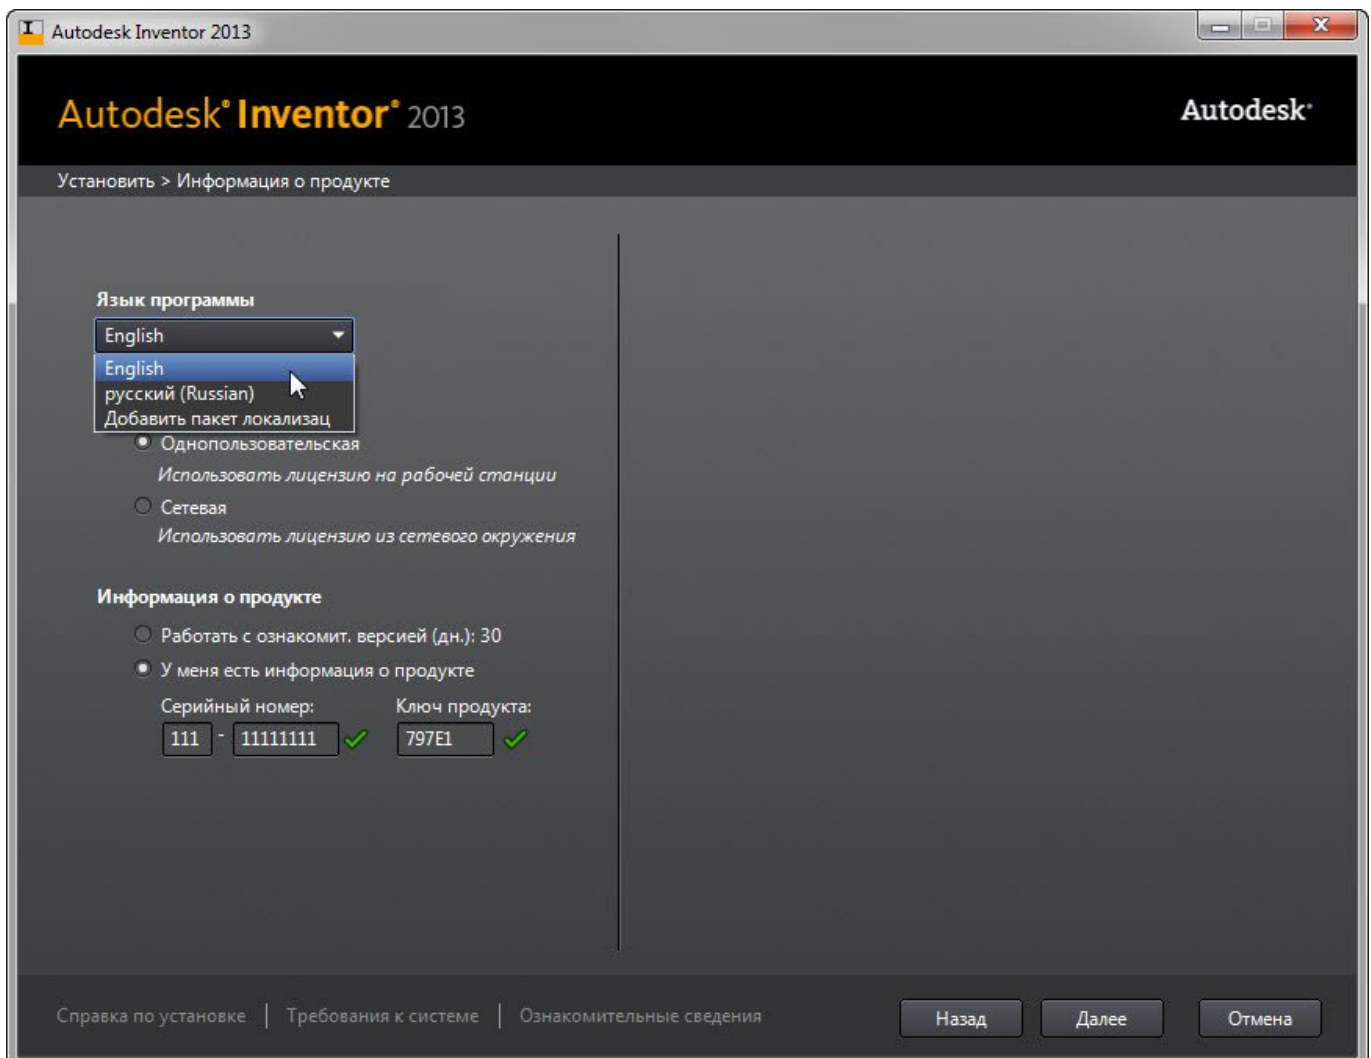 Autodesk Inventor 2013
Autodesk® Inventor® 2013
Autodesk®
Установить > Информация о продукте
Язык программы
English
English
русский (Russian)
Добавить пакет локализац
Однопользовательская
Использовать лицензию на рабочей станции
Сетевая
Использовать лицензию из сетевого окружения
Информация о продукте
Работать с ознакомит. версией (дн.): 30
У меня есть информация о продукте
Серийный номер: Ключ продукта:
111 - 11111111 797E1
Справка по установке | Требования к системе | Ознакомительные сведения
Назад Далее Отмена